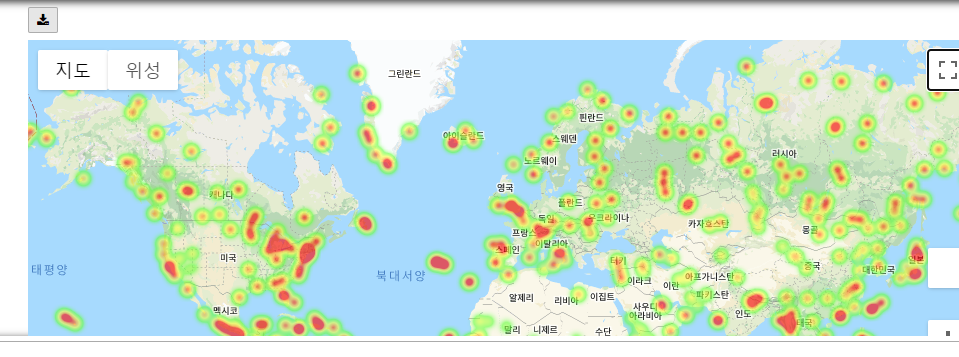 지도 위성
그린란드
아이슬란드
핀란드
스웨덴
노르웨이
러시아
영국
캐나다
폴란드
독일
우크라이나
프랑스
카자흐스탄
몽골
이탈리아
스페인
미국
태평양
북대서양
터키
중국
대한민국
일본
아프가니스탄
이라크
이란
파키스탄
알제리
리비아
이집트
사우디
아라비아
인도
멕시코
말리
니제르
수단
태국